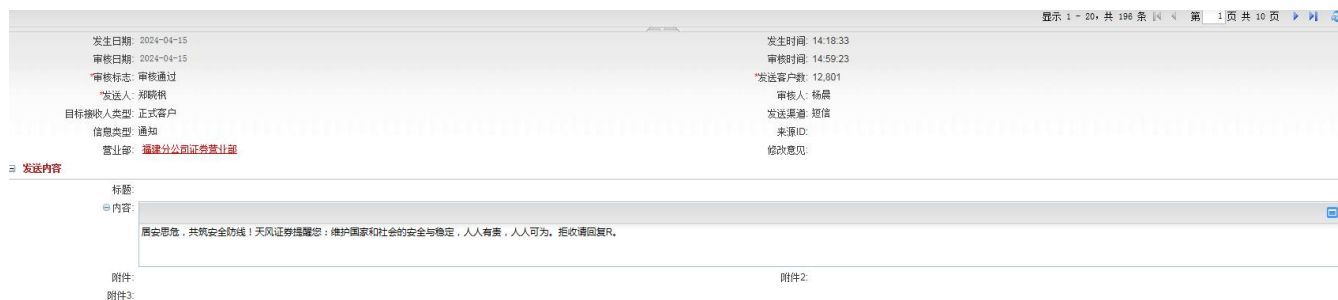 显示 1 - 20，共 196 条 第 1 页 共 10 页
发生日期: 2024-04-15 发生时间: 14:18:33
审核日期: 2024-04-15 审核时间: 14:59:23
*审核标志: 审核通过 *发送客户数: 12,801
*发送人: 郑晓枫 审核人: 杨晨
目标接收人类型: 正式客户 发送渠道: 短信
信息类型: 通知 来源ID:
营业部: 福建分公司证券营业部 修改意见:
发送内容
标题:
内容:
居安思危，共筑安全防线！天风证券提醒您：维护国家和社会的安全与稳定，人人有责，人人可为。拒收请回复R。
附件: 附件2:
附件3: